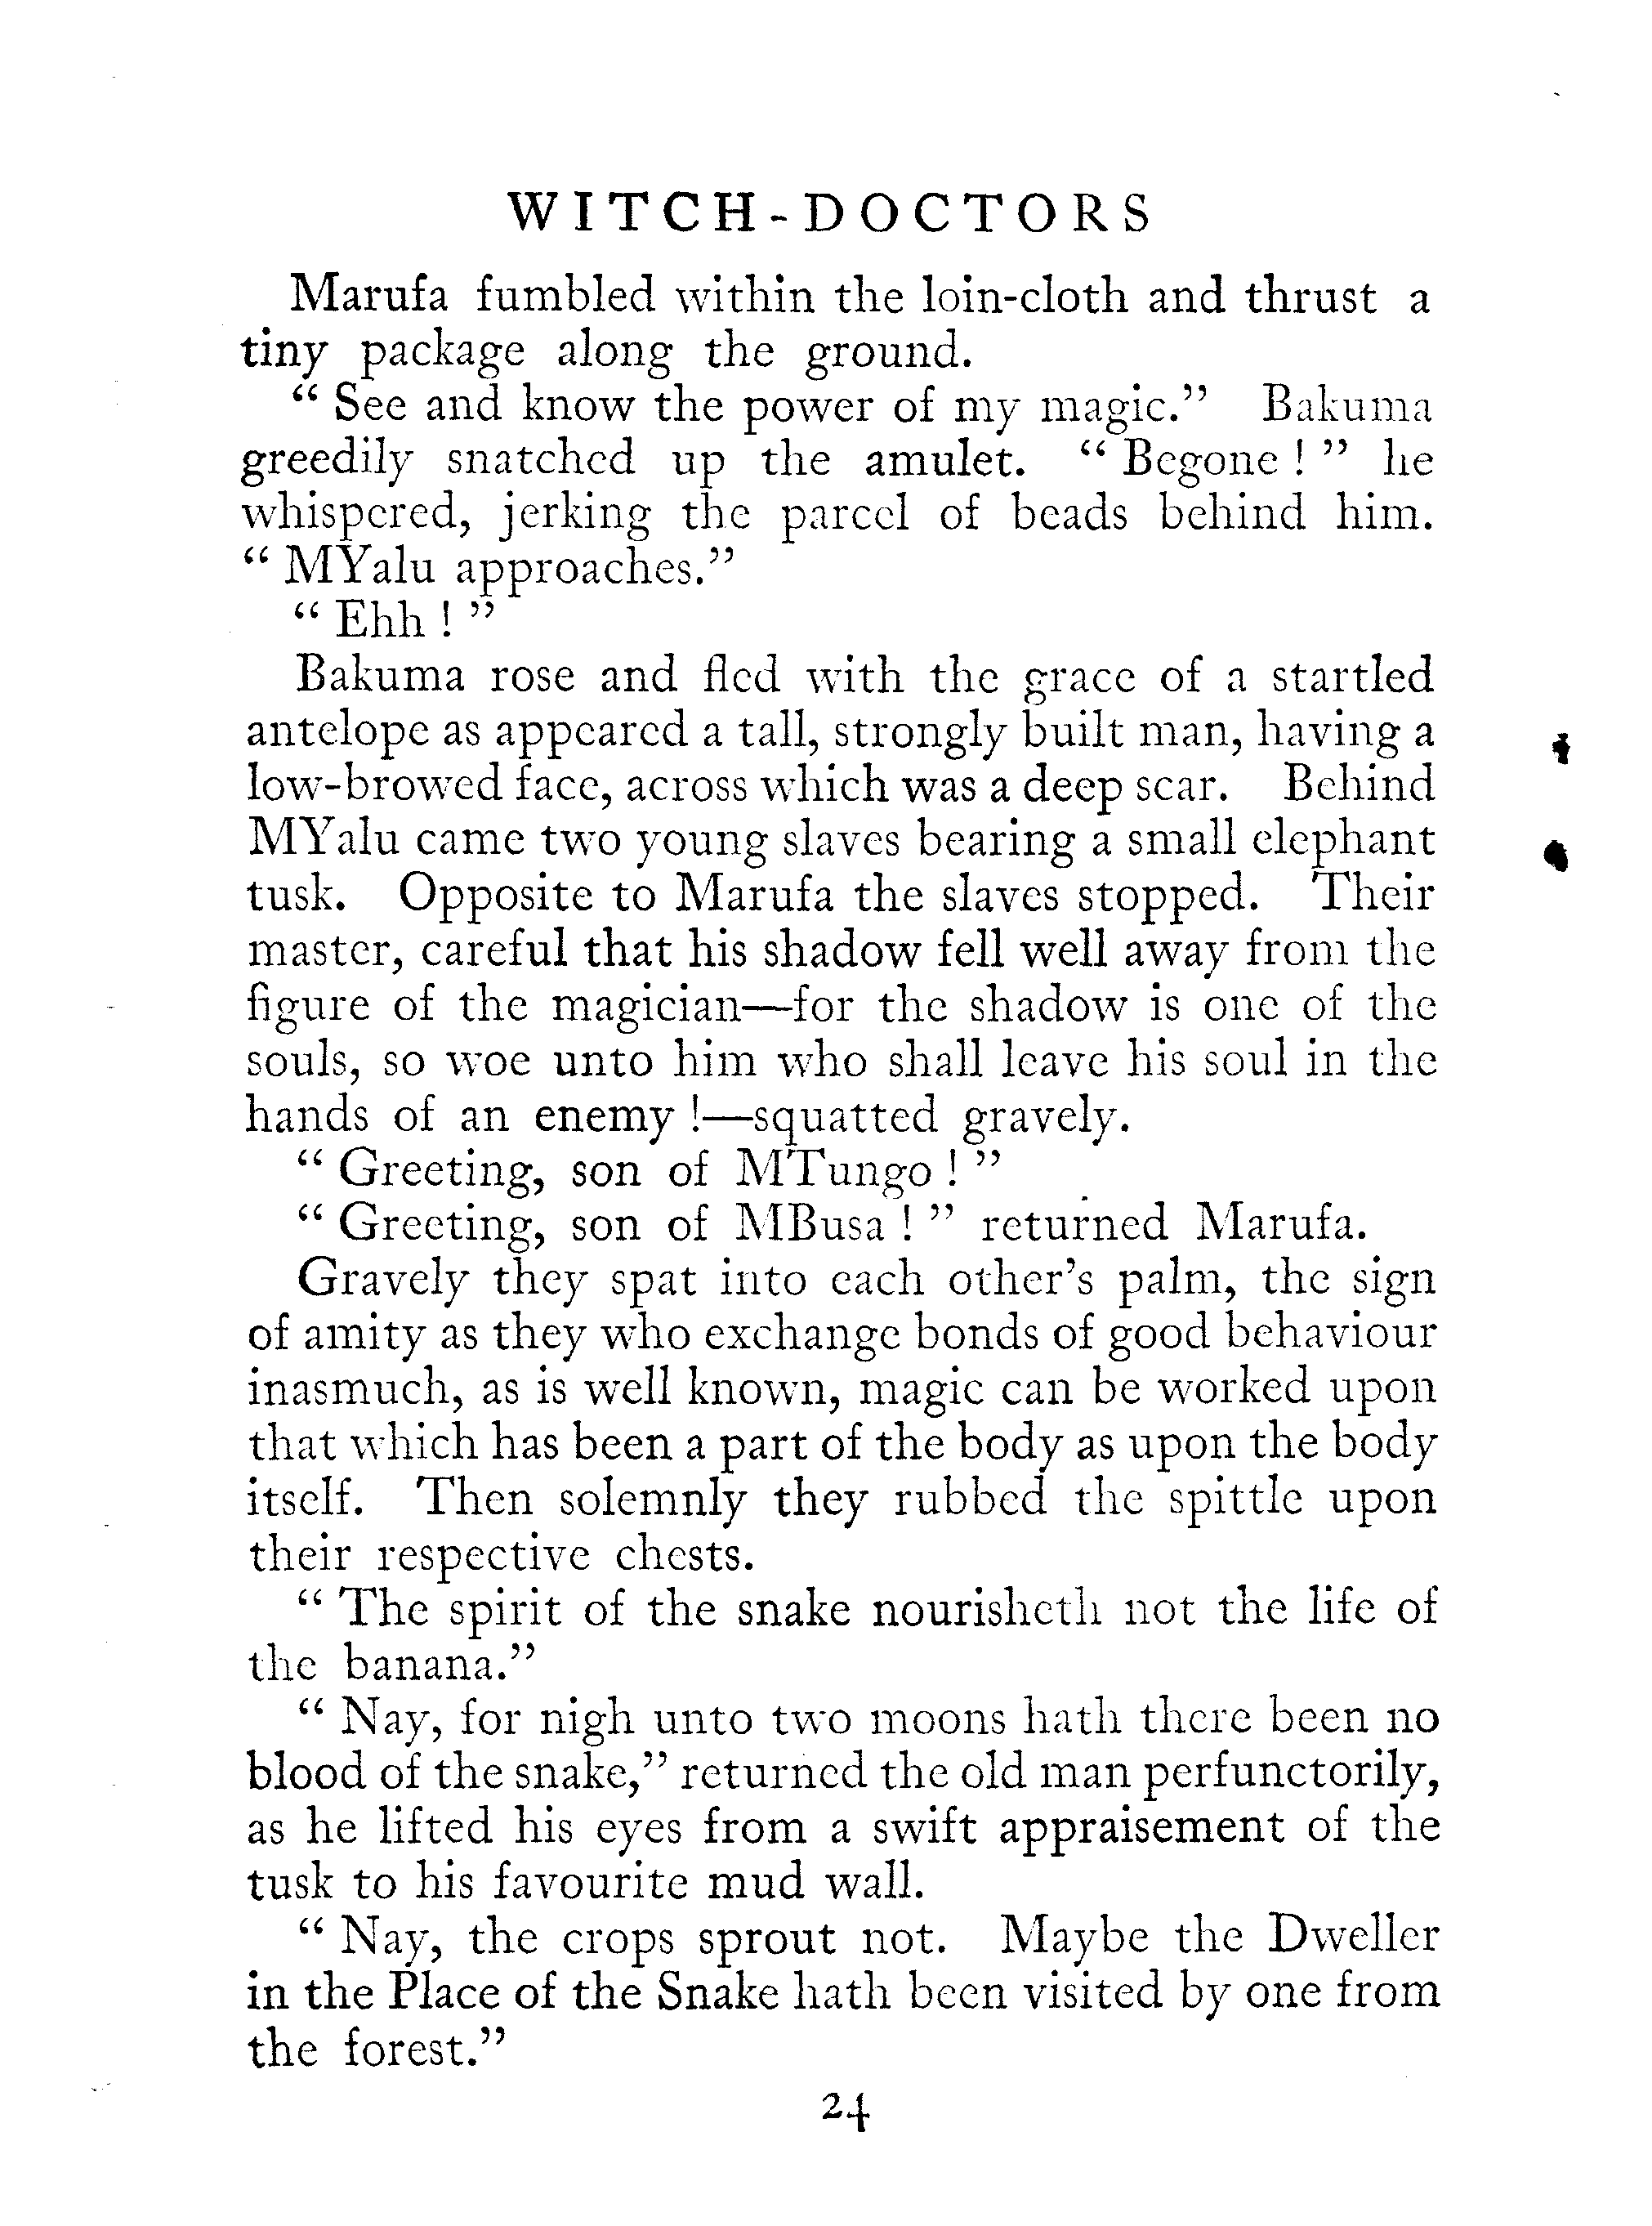 WITCH-DOCTORS
Marufa fumbled within the loin-cloth and thrust a
tiny package along the ground.
“ See and know the power of my magic.” Bakuma
greedily snatched up the amulet. “ Begone ! ” he
whispered, jerking the parcel of beads behind him.
“ MYalu approaches.”
“ Ehh ! ”
Bakuma rose and fled with the grace of a startled
antelope as appeared a tall, strongly built man, having a
low-browed face, across which was a deep scar. Behind
MYalu came two young slaves bearing a small elephant
tusk. Opposite to Marufa the slaves stopped. Their
master, careful that his shadow fell well away from the
figure of the magician—for the shadow is one of the
souls, so woe unto him who shall leave his soul in the
hands of an enemy !—squatted gravely.
“ Greeting, son of MTungo ! ”
“ Greeting, son of MBusa ! ” returned Marufa.
Gravely they spat into each other’s palm, the sign
of amity as they who exchange bonds of good behaviour
inasmuch, as is well known, magic can be worked upon
that which has been a part of the body as upon the body
itself. Then solemnly they rubbed the spittle upon
their respective chests.
“ The spirit of the snake nourisheth not the life of
the banana.”
“ Nay, for nigh unto two moons hath there been no
blood of the snake,” returned the old man perfunctorily,
as he lifted his eyes from a swift appraisement of the
tusk to his favourite mud wall.
“ Nay, the crops sprout not. Maybe the Dweller
in the Place of the Snake hath been visited by one from
the forest.”
24